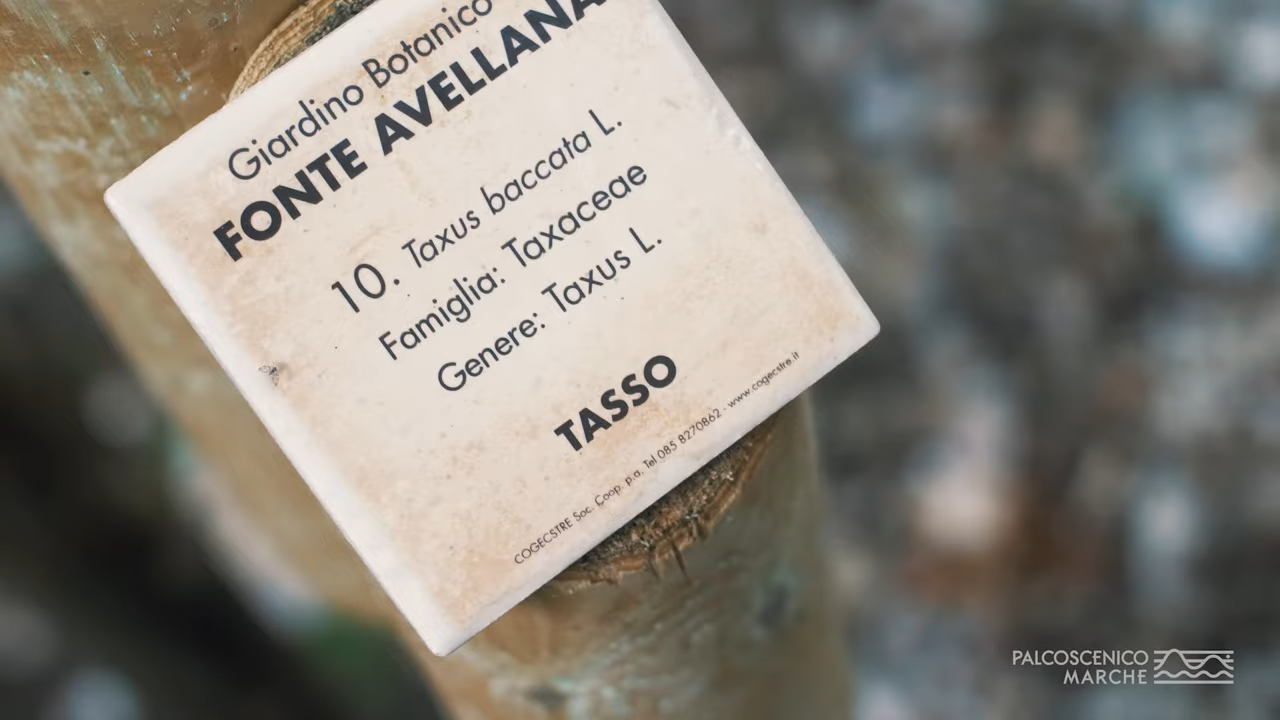 Giardino Botanico
FONTE AVELLANA
10. Taxus baccata L.
Famiglia: Taxaceae
Genere: Taxus L.
TASSO
COGECSTRE Soc. Coop. p.a. Tel 085 8270862 - www.cogecstre.it
PALCOSCENICO
MARCHE